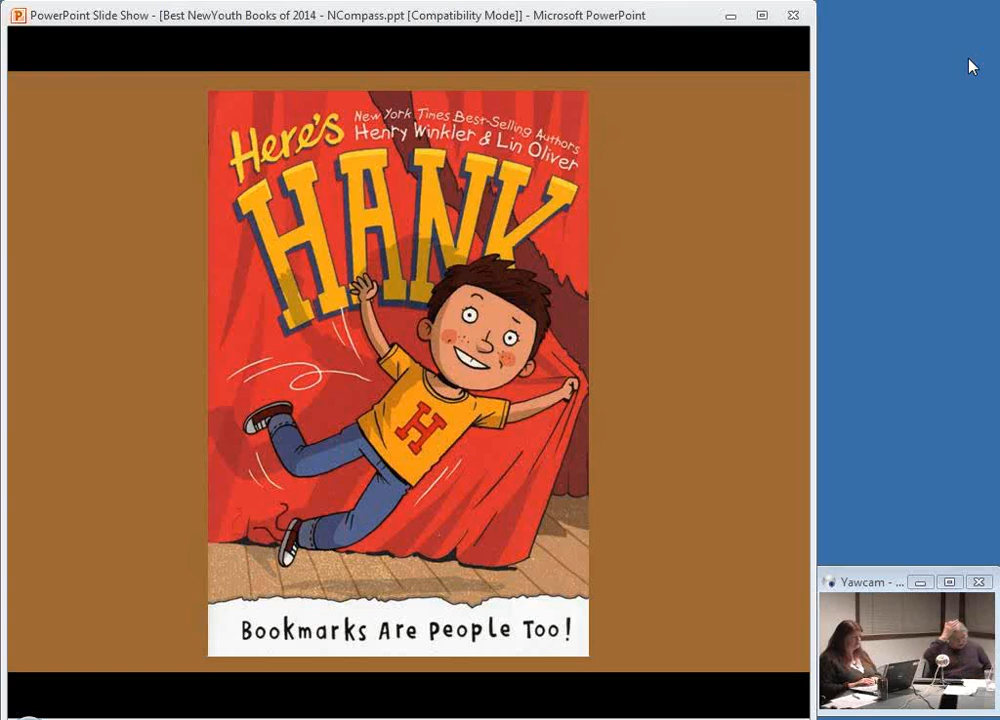 PowerPoint Slide Show - [Best NewYouth Books of 2014 - NCompass.ppt [Compatibility Mode]] - Microsoft PowerPoint
Here's
New York Times Best-Selling Authors
Henry Winkler & Lin Oliver
HANK
H
Bookmarks Are People Too!
Yawcam - ...